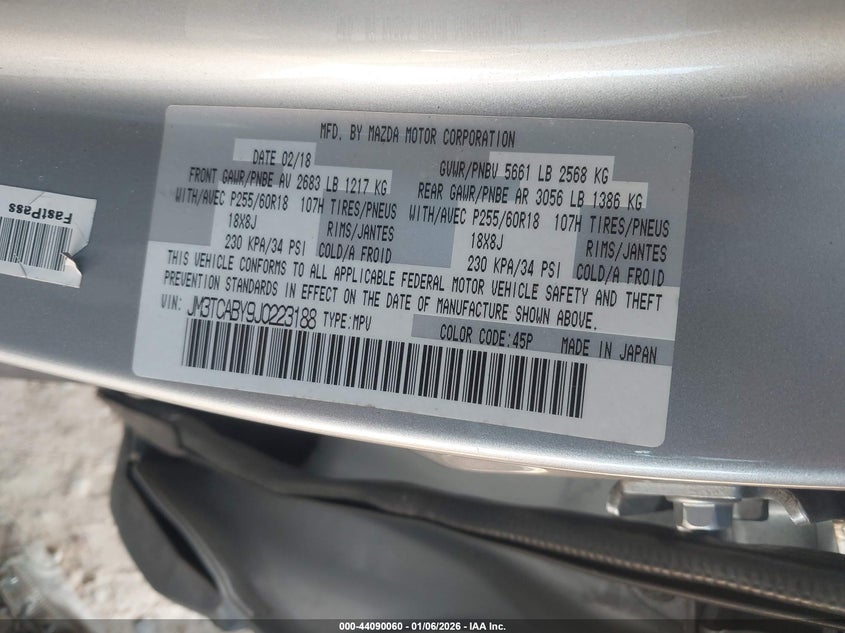 MFD. BY MAZDA MOTOR CORPORATION
DATE 02/18 GVWR/PNBV 5661 LB 2568 KG
FRONT GAWR/PNBE AV 2683 LB 1217 KG REAR GAWR/PNBE AR 3056 LB 1386 KG
WITH/AVEC P255/60R18 107H TIRES/PNEUS WITH/AVEC P255/60R18 107H TIRES/PNEUS
18X8J RIMS/JANTES 18X8J RIMS/JANTES
230 KPA/34 PSI COLD/A FROID 230 KPA/34 PSI COLD/A FROID
THIS VEHICLE CONFORMS TO ALL APPLICABLE FEDERAL MOTOR VEHICLE SAFETY AND THEFT
PREVENTION STANDARDS IN EFFECT ON THE DATE OF MANUFACTURE SHOWN ABOVE.
VIN: JM3TCABY9J0223188 TYPE:MPV COLOR CODE:45P MADE IN JAPAN
FastPass
000-44090060 - 01/06/2026 - IAA Inc.